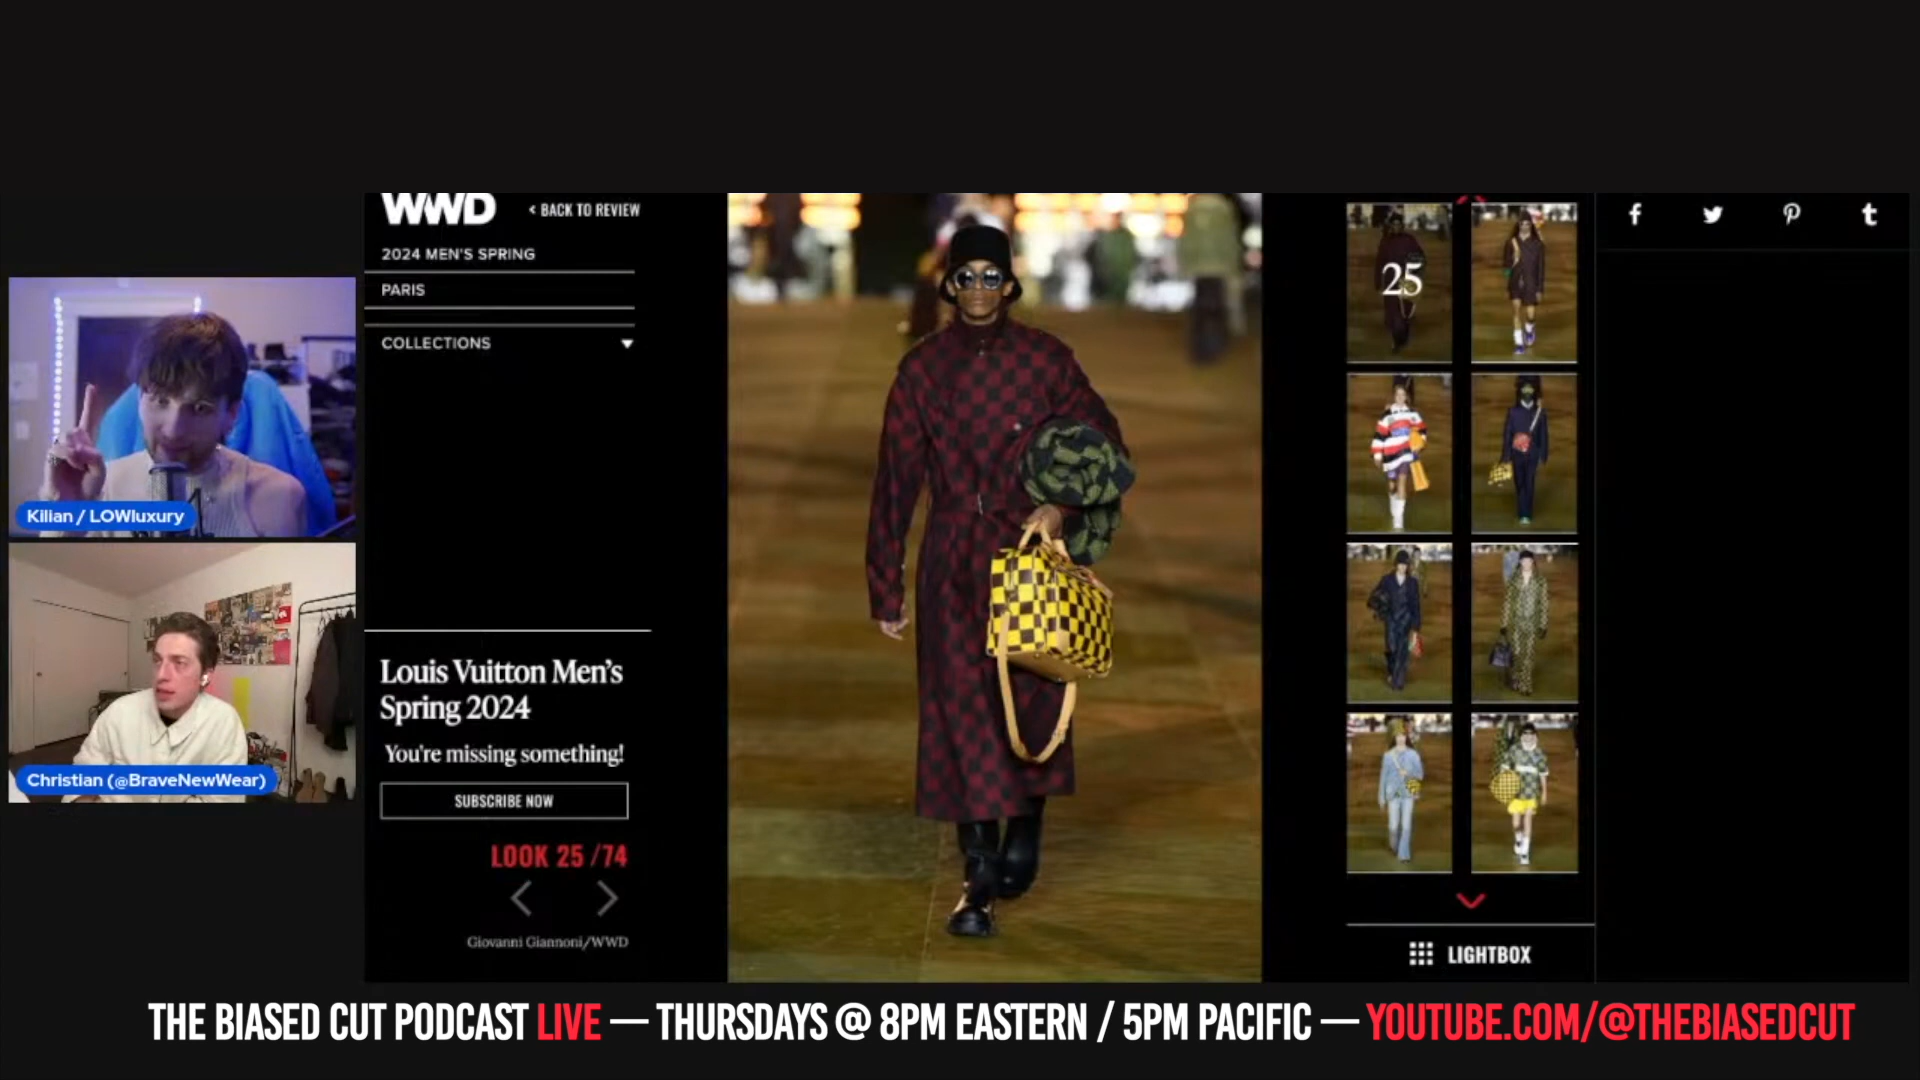 WWD
< BACK TO REVIEW
2024 MEN'S SPRING
PARIS
COLLECTIONS
Louis Vuitton Men's
Spring 2024
You're missing something!
SUBSCRIBE NOW
LOOK 25 /74
Giovanni Giannoni/WWD
25
LIGHTBOX
Kilian / LOWluxury
Christian (@BraveNewWear)
THE BIASED CUT PODCAST LIVE — THURSDAYS @ 8PM EASTERN / 5PM PACIFIC — YOUTUBE.COM/@THEBIASEDCUT